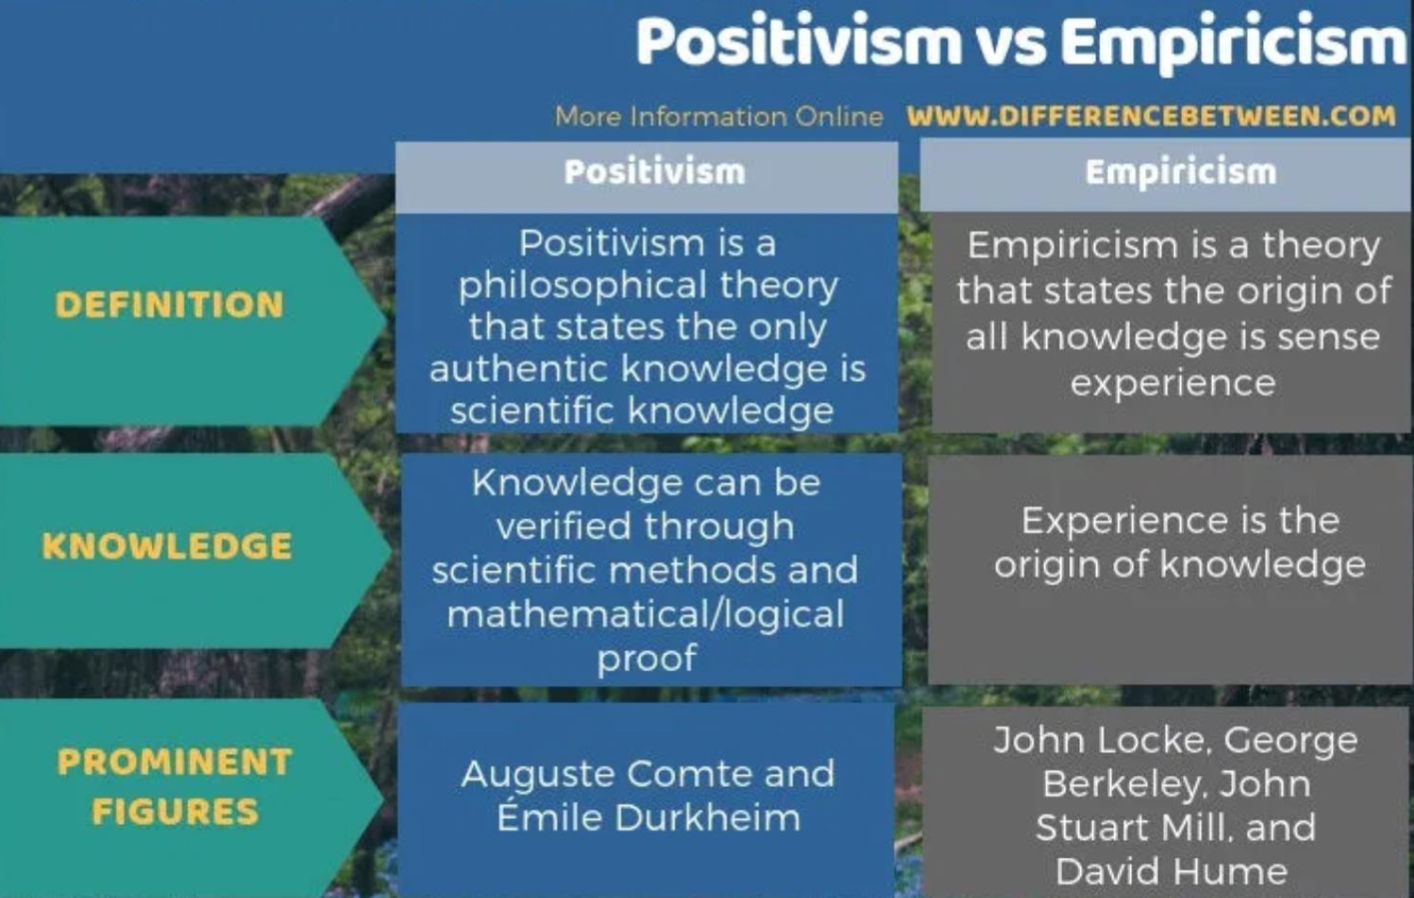 Positivism vs Empiricism
More Information Online WWW.DIFFERENCEBETWEEN.COM
Positivism
Empiricism
DEFINITION
Positivism is a
philosophical theory
that states the only
authentic knowledge is
scientific knowledge
Empiricism is a theory
that states the origin of
all knowledge is sense
experience
KNOWLEDGE
Knowledge can be
verified through
scientific methods and
mathematical/logical
proof
Experience is the
origin of knowledge
PROMINENT
FIGURES
Auguste Comte and
Émile Durkheim
John Locke, George
Berkeley, John
Stuart Mill, and
David Hume